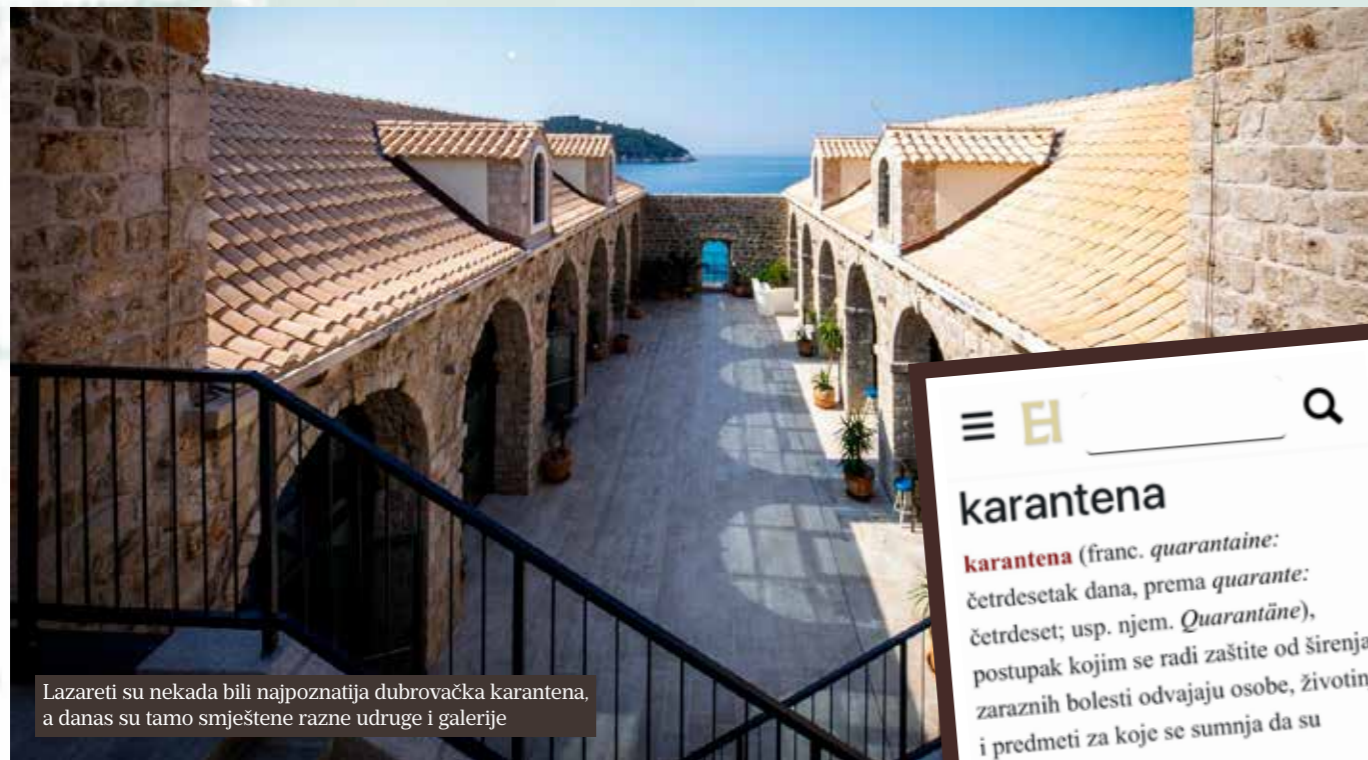 Lazareti su nekada bili najpoznatija dubrovačka karantena,
a danas su tamo smještene razne udruge i galerije
karantena
karantena (franc. quarantaine:
četrdesetak dana, prema quarante:
četrdeset; usp. njem. Quarantäne),
postupak kojim se radi zaštite od širenja
zaraznih bolesti odvajaju osobe, životin
i predmeti za koje se sumnja da su